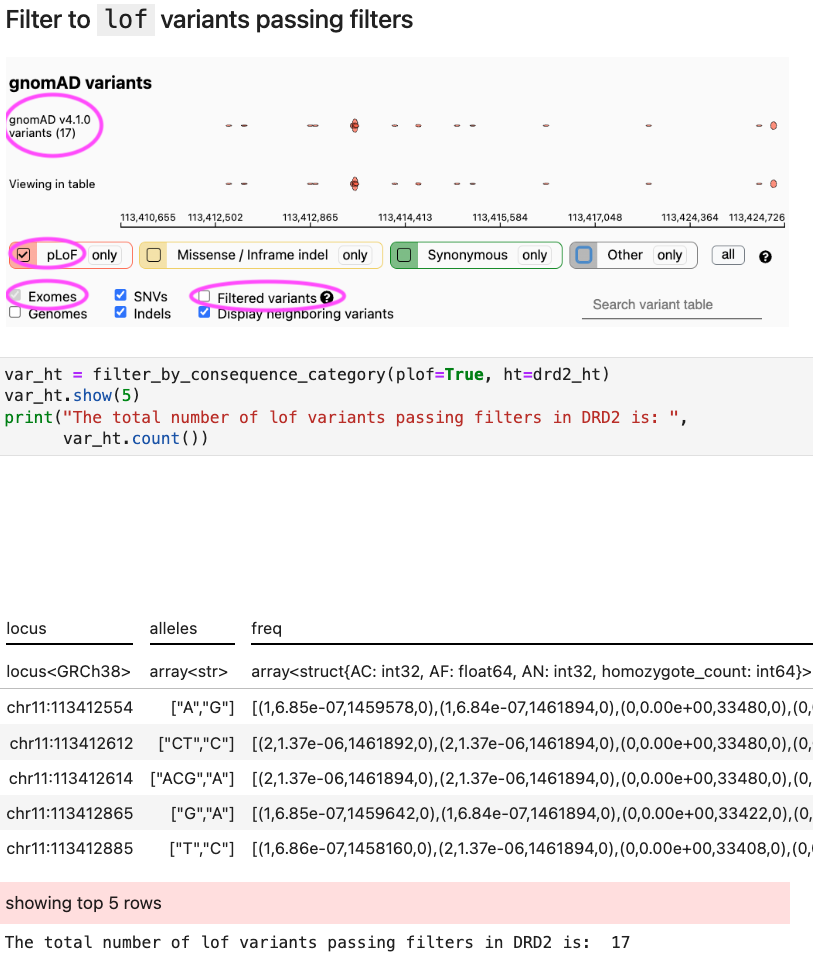 Filter to lof variants passing filters
gnomAD variants
gnomAD v4.1.0
variants (17)
Viewing in table
113,410,655 113,412,502 113,412,865 113,414,413 113,415,584 113,417,048 113,424,364 113,424,726
pLoF only Missense / Inframe indel only Synonymous only Other only all ?
Exomes SNVs Filtered variants ?
Genomes Indels Display neighboring variants
Search variant table
var_ht = filter_by_consequence_category(plof=True, ht=drd2_ht)
var_ht.show(5)
print("The total number of lof variants passing filters in DRD2 is: ",
var_ht.count())
locus alleles freq
locus<GRCh38> array<str> array<struct{AC: int32, AF: float64, AN: int32, homozygote_count: int64}>
chr11:113412554 ["A","G"] [(1,6.85e-07,1459578,0),(1,6.84e-07,1461894,0),(0,0.00e+00,33480,0),(0,
chr11:113412612 ["CT","C"] [(2,1.37e-06,1461892,0),(2,1.37e-06,1461894,0),(0,0.00e+00,33480,0),(0,
chr11:113412614 ["ACG","A"] [(2,1.37e-06,1461894,0),(2,1.37e-06,1461894,0),(0,0.00e+00,33480,0),(0,
chr11:113412865 ["G","A"] [(1,6.85e-07,1459642,0),(1,6.84e-07,1461894,0),(0,0.00e+00,33422,0),(0,
chr11:113412885 ["T","C"] [(1,6.86e-07,1458160,0),(2,1.37e-06,1461894,0),(0,0.00e+00,33408,0),(0,
showing top 5 rows
The total number of lof variants passing filters in DRD2 is:  17